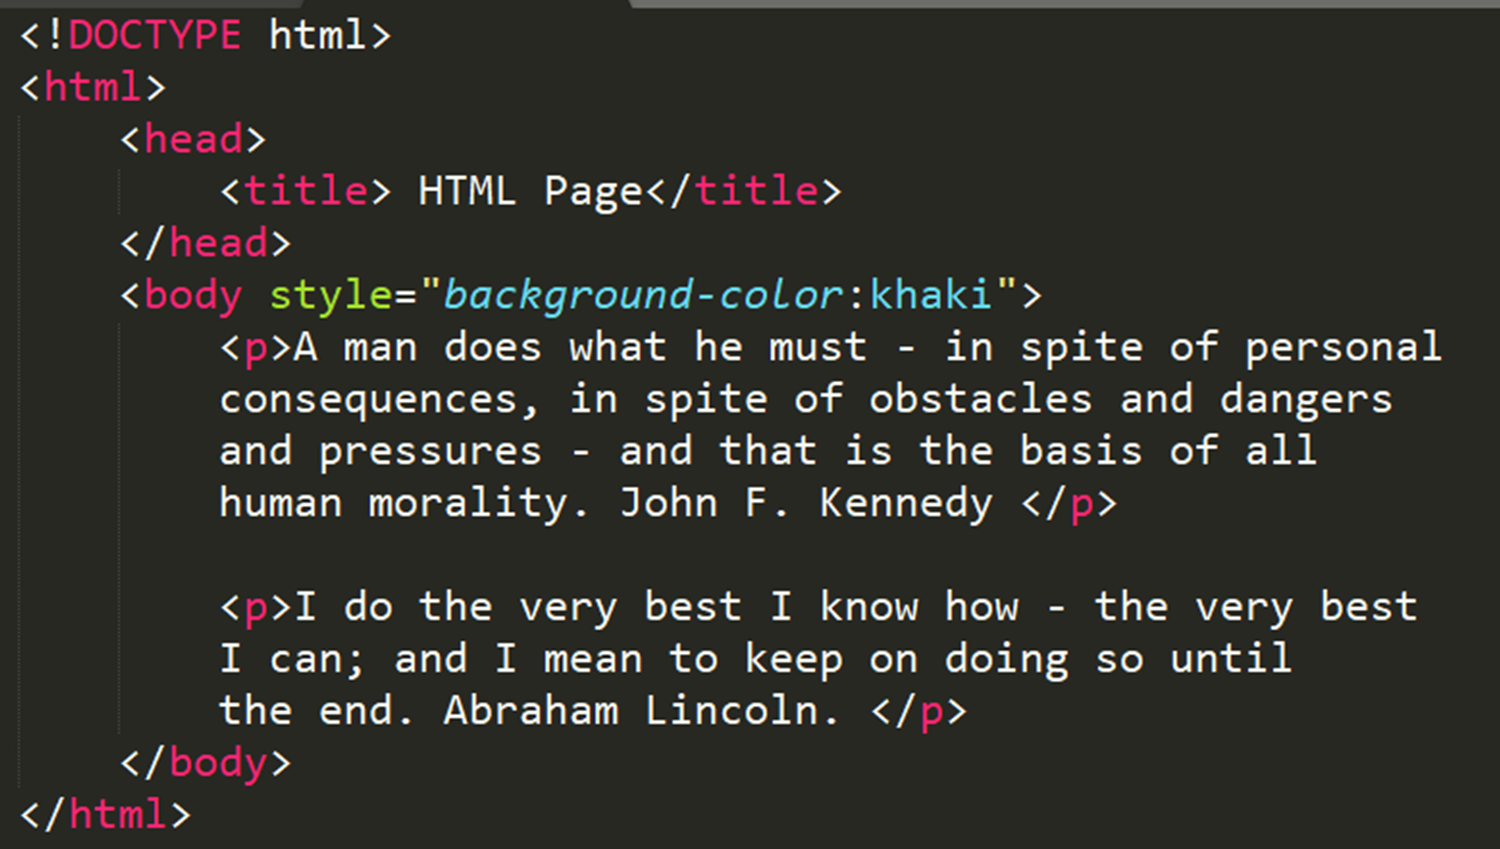 <!DOCTYPE html>
<html>
<head>
<title> HTML Page</title>
</head>
<body style="background-color:khaki">
<p>A man does what he must - in spite of personal
consequences, in spite of obstacles and dangers
and pressures - and that is the basis of all
human morality. John F. Kennedy </p>
<p>I do the very best I know how - the very best
I can; and I mean to keep on doing so until
the end. Abraham Lincoln. </p>
</body>
</html>